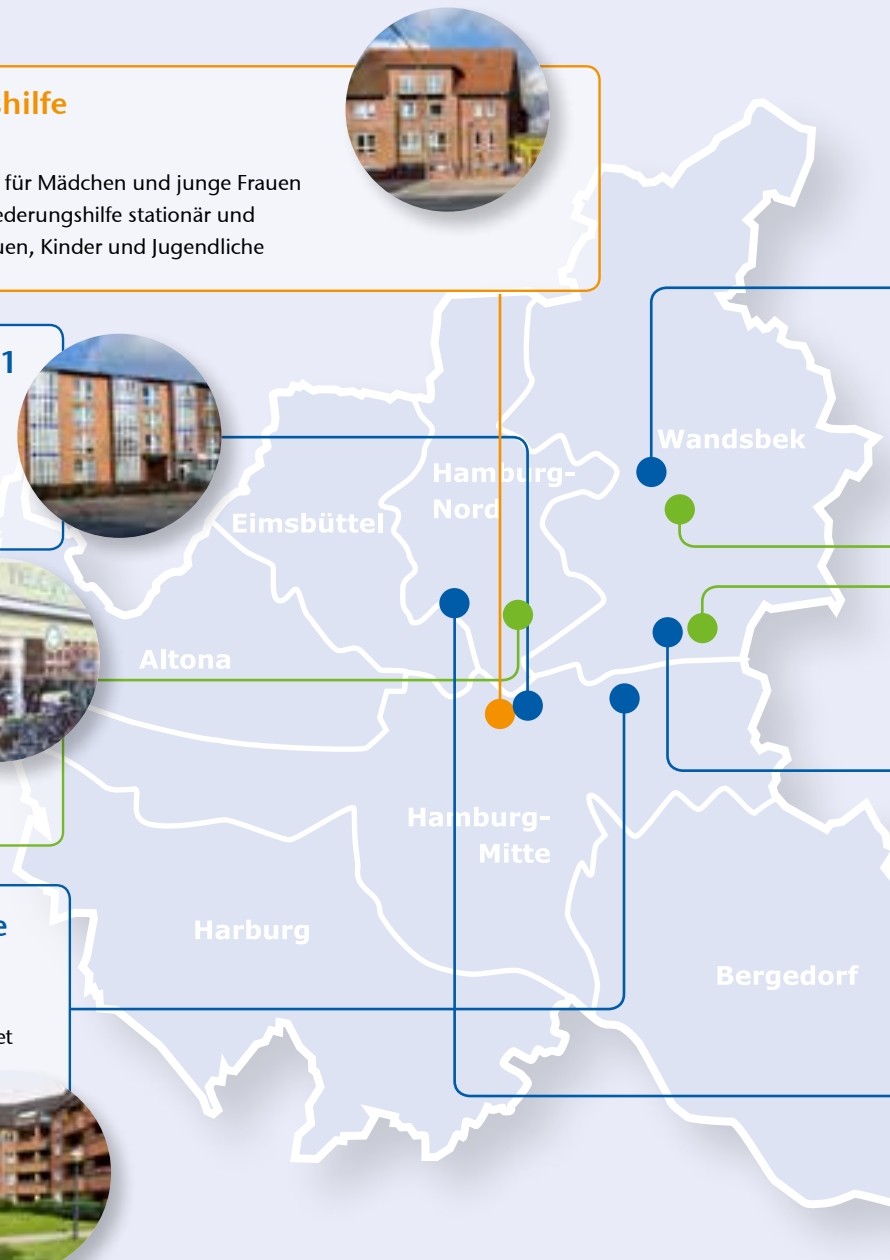 hilfe
für Mädchen und junge Frauen
ederungshilfe stationär und
uen, Kinder und Jugendliche
1
Wandsbek
Hamburg-
Nord
Eimsbüttel
Altona
Hamburg-
Mitte
Harburg
e
et
Bergedorf